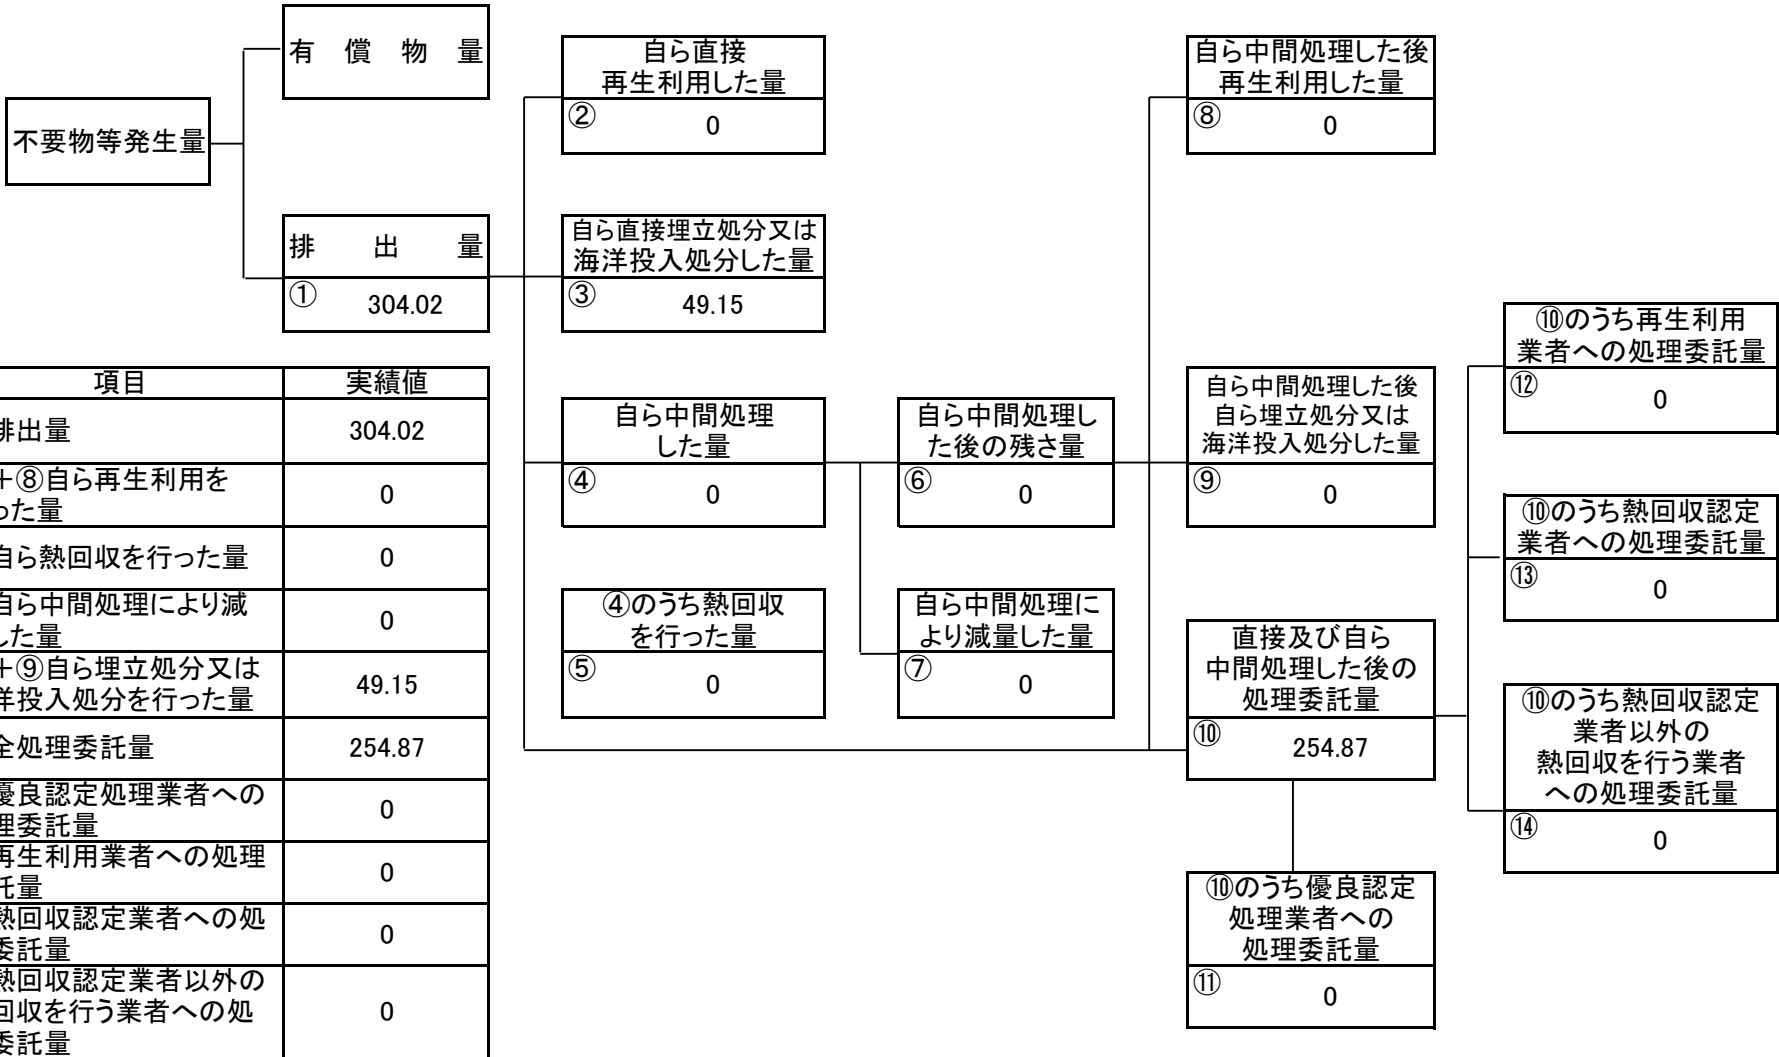 有 償 物 量
不要物等発生量
排 出 量
① 304.02
自ら直接
再生利用した量
② 0
自ら直接埋立処分又は
海洋投入処分した量
③ 49.15
自ら中間処理
した量
④ 0
④のうち熱回収
を行った量
⑤ 0
自ら中間処理し
た後の残さ量
⑥ 0
自ら中間処理に
より減量した量
⑦ 0
自ら中間処理した後
再生利用した量
⑧ 0
自ら中間処理した後
自ら埋立処分又は
海洋投入処分した量
⑨ 0
直接及び自ら
中間処理した後の
処理委託量
⑩ 254.87
⑩のうち優良認定
処理業者への
処理委託量
⑪ 0
⑩のうち再生利用
業者への処理委託量
⑫ 0
⑩のうち熱回収認定
業者への処理委託量
⑬ 0
⑩のうち熱回収認定
業者以外の
熱回収を行う業者
への処理委託量
⑭ 0
項目 実績値
排出量 304.02
+⑧自ら再生利用を
った量 0
自ら熱回収を行った量 0
自ら中間処理により減
した量 0
+⑨自ら埋立処分又は
洋投入処分を行った量 49.15
全処理委託量 254.87
優良認定処理業者への
理委託量 0
再生利用業者への処理
託量 0
熱回収認定業者への処
委託量 0
熱回収認定業者以外の
回収を行う業者への処
委託量 0